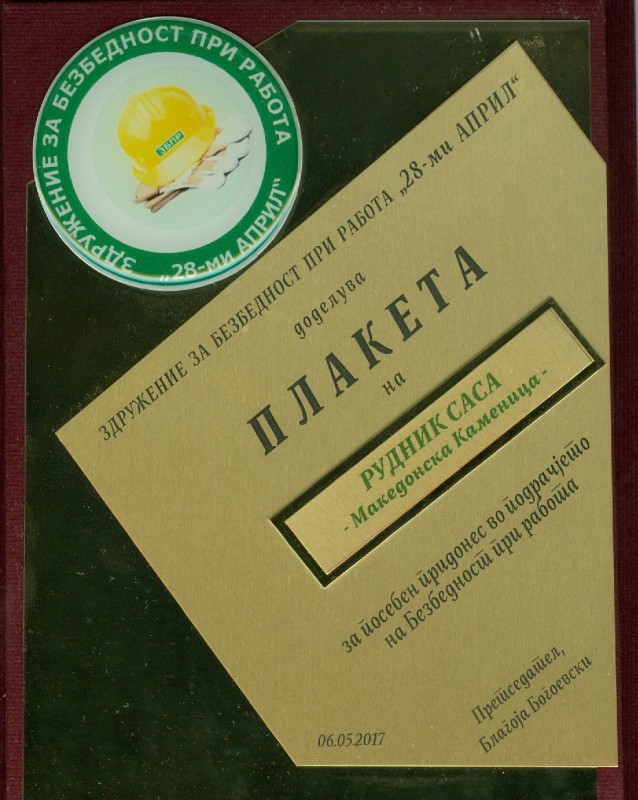 ЗДРУЖЕНИЕ ЗА БЕЗБЕДНОСТ ПРИ РАБОТА
„28-ми АПРИЛ“
ЗБПР
ЗДРУЖЕНИЕ ЗА БЕЗБЕДНОСТ ПРИ РАБОТА „28-ми АПРИЛ“
доделува
ПЛАКЕТА
на
РУДНИК САСА
- Македонска Каменица -
за посебен придонес во подрачјето
на Безбедност при работа
Претседател,
Благоја Богоевски
06.05.2017